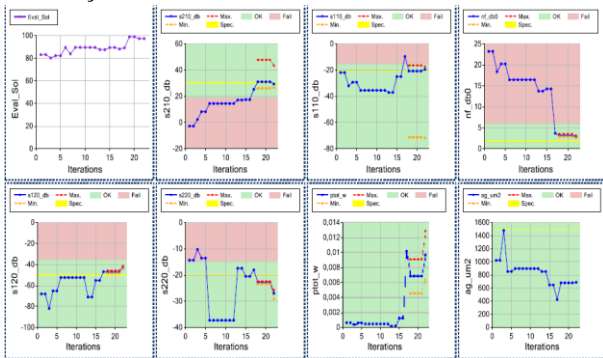 Eval_Sol
Eval_Sol
100
80
60
40
20
0
0 5 10 15 20
Iterations
s210_db Max. OK Fail
Min. Spec.
s210_db
60
40
20
0
-20
0 5 10 15 20
Iterations
s110_db Max. OK Fail
Min. Spec.
s110_db
0
-20
-40
-60
-80
0 5 10 15 20
Iterations
nf_db0 Max. OK Fail
Min. Spec.
nf_db0
25
20
15
10
5
0
0 5 10 15 20
Iterations
s120_db Max. OK Fail
Min. Spec.
s120_db
0
-20
-40
-60
-80
-100
0 5 10 15 20
Iterations
s220_db Max. OK Fail
Min. Spec.
s220_db
0
-10
-20
-30
-40
0 5 10 15 20
Iterations
ptot_w Max. OK Fail
Min. Spec.
ptot_w
0,014
0,012
0,01
0,008
0,006
0,004
0,002
0
0 5 10 15 20
Iterations
ag_um2 Max. OK Fail
Min. Spec.
ag_um2
1600
1400
1200
1000
800
600
400
200
0
0 5 10 15 20
Iterations